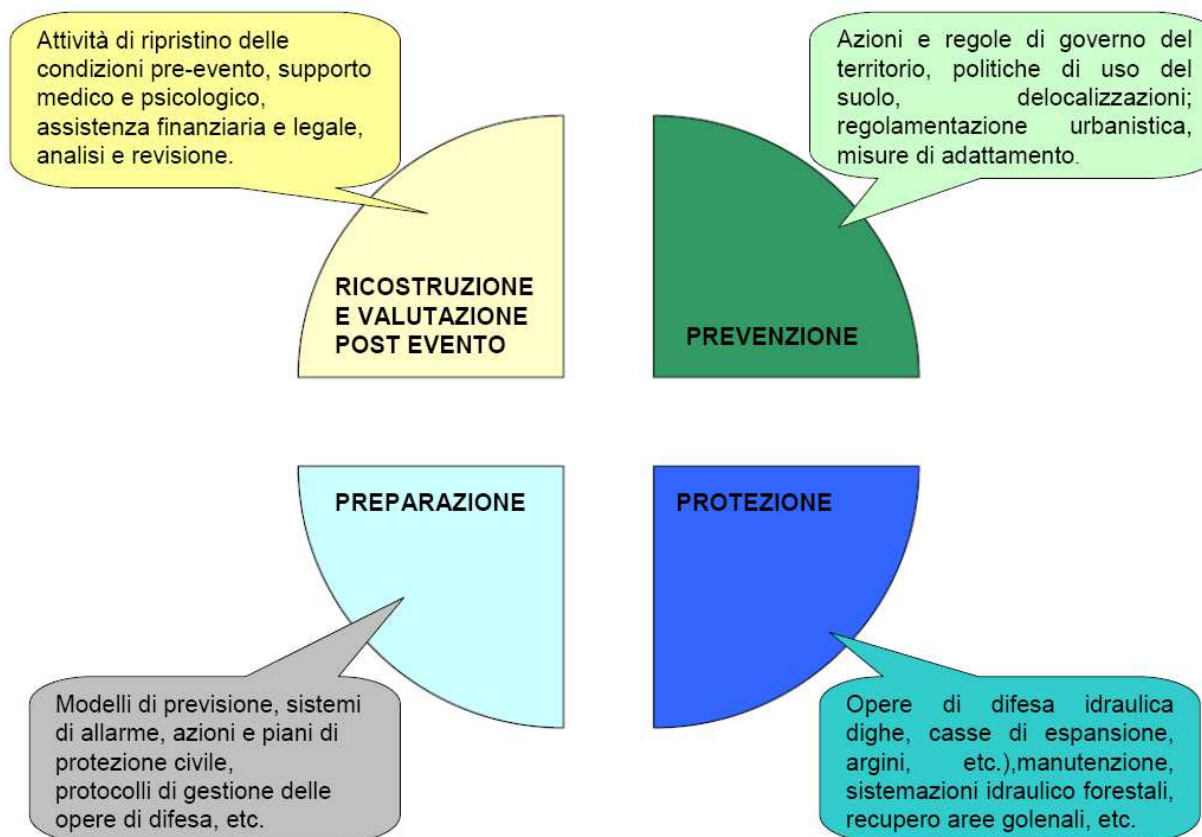 Attività di ripristino delle
condizioni pre-evento, supporto
medico e psicologico,
assistenza finanziaria e legale,
analisi e revisione.
Azioni e regole di governo del
territorio, politiche di uso del
suolo, delocalizzazioni;
regolamentazione urbanistica,
misure di adattamento.
RICOSTRUZIONE
E VALUTAZIONE
POST EVENTO
PREVENZIONE
PREPARAZIONE
PROTEZIONE
Modelli di previsione, sistemi
di allarme, azioni e piani di
protezione civile,
protocolli di gestione delle
opere di difesa, etc.
Opere di difesa idraulica
dighe, casse di espansione,
argini, etc.),manutenzione,
sistemazioni idraulico forestali,
recupero aree golenali, etc.